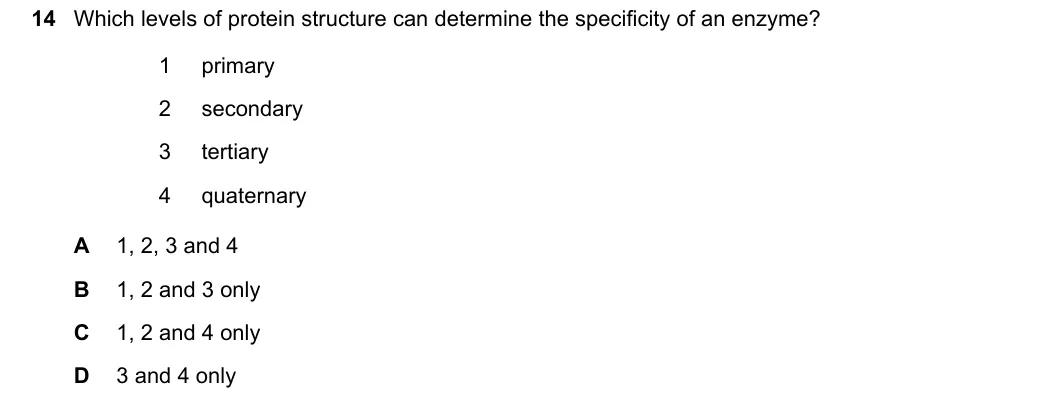 14 Which levels of protein structure can determine the specificity of an enzyme?
1 primary
2 secondary
3 tertiary
4 quaternary
A 1, 2, 3 and 4
B 1, 2 and 3 only
C 1, 2 and 4 only
D 3 and 4 only